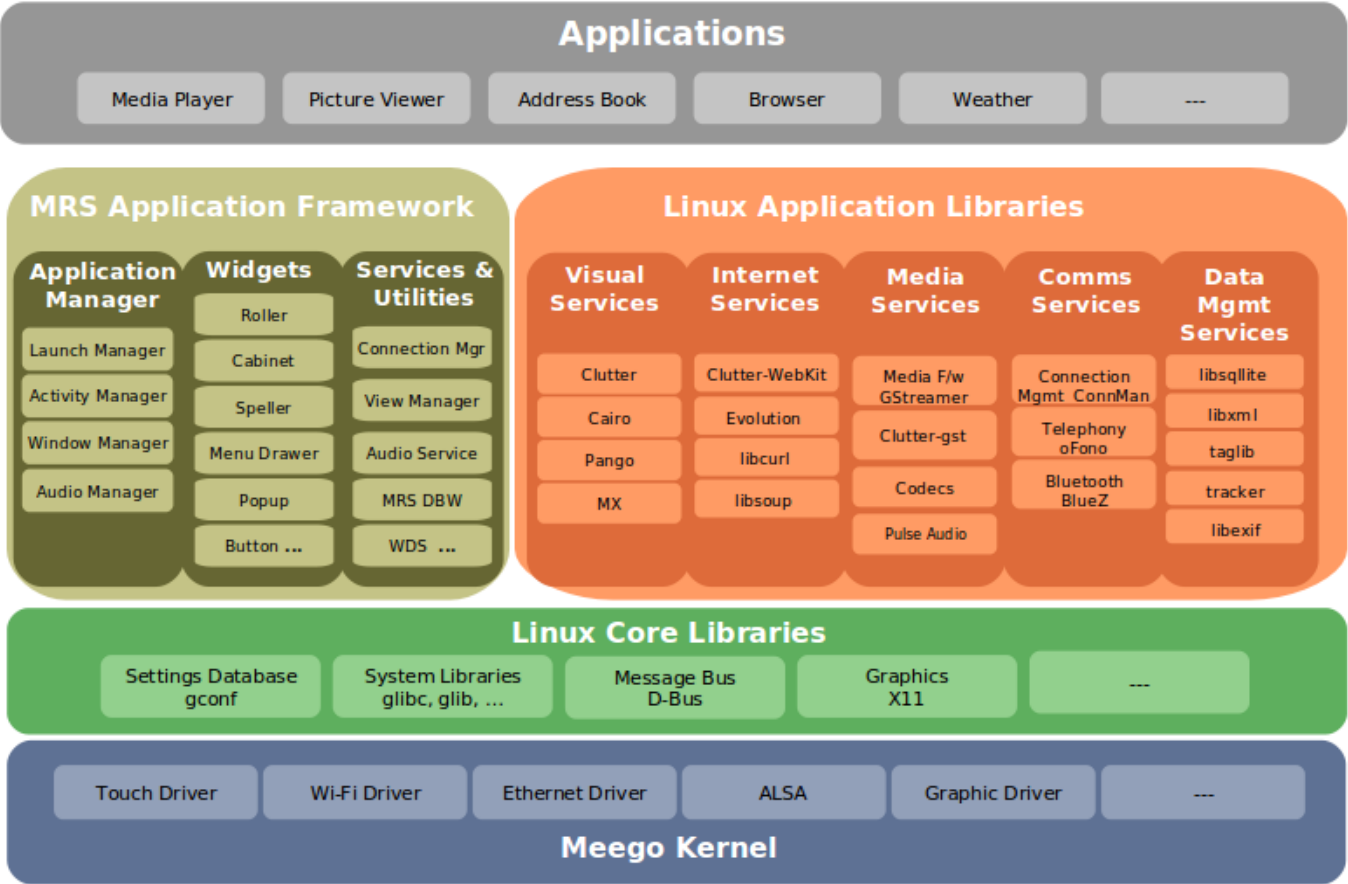 Applications
Media Player
Picture Viewer
Address Book
Browser
Weather
---
MRS Application Framework
Application
Manager
Launch Manager
Activity Manager
Window Manager
Audio Manager
Widgets
Roller
Cabinet
Speller
Menu Drawer
Popup
Button ...
Services &
Utilities
Connection Mgr
View Manager
Audio Service
MRS DBW
WDS ...
Linux Application Libraries
Visual
Services
Clutter
Cairo
Pango
MX
Internet
Services
Clutter-WebKit
Evolution
libcurl
libsoup
Media
Services
Media F/w
GStreamer
Clutter-gst
Codecs
Pulse Audio
Comms
Services
Connection
Mgmt ConnMan
Telephony
oFono
Bluetooth
BlueZ
Data
Mgmt
Services
libsqllite
libxml
taglib
tracker
libexif
Linux Core Libraries
Settings Database
gconf
System Libraries
glibc, glib, ...
Message Bus
D-Bus
Graphics
X11
---
Touch Driver
Wi-Fi Driver
Ethernet Driver
ALSA
Graphic Driver
---
Meego Kernel